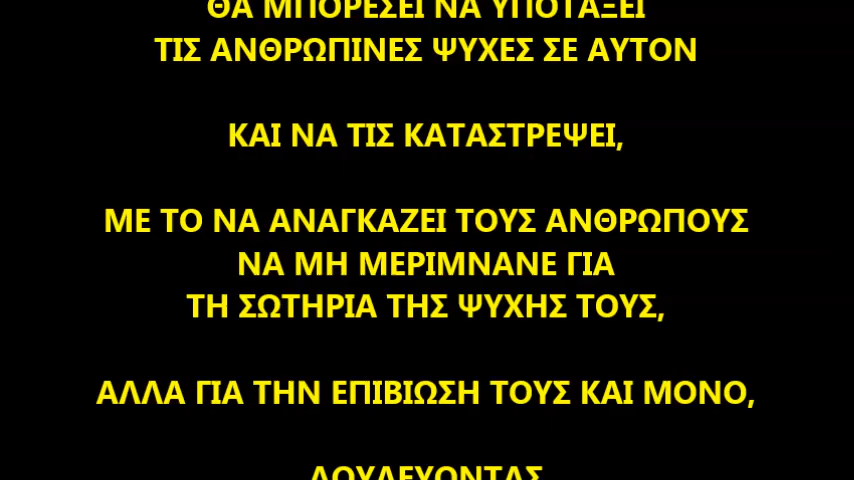 ΘΑ ΜΠΟΡΕΣΕΙ ΝΑ ΥΠΟΤΑΞΕΙ
ΤΙΣ ΑΝΘΡΩΠΙΝΕΣ ΨΥΧΕΣ ΣΕ ΑΥΤΟΝ
ΚΑΙ ΝΑ ΤΙΣ ΚΑΤΑΣΤΡΕΨΕΙ,
ΜΕ ΤΟ ΝΑ ΑΝΑΓΚΑΖΕΙ ΤΟΥΣ ΑΝΘΡΩΠΟΥΣ
ΝΑ ΜΗ ΜΕΡΙΜΝΑΝΕ ΓΙΑ
ΤΗ ΣΩΤΗΡΙΑ ΤΗΣ ΨΥΧΗΣ ΤΟΥΣ,
ΑΛΛΑ ΓΙΑ ΤΗΝ ΕΠΙΒΙΩΣΗ ΤΟΥΣ ΚΑΙ ΜΟΝΟ,
ΔΟΥΛΕΥΟΝΤΑΣ